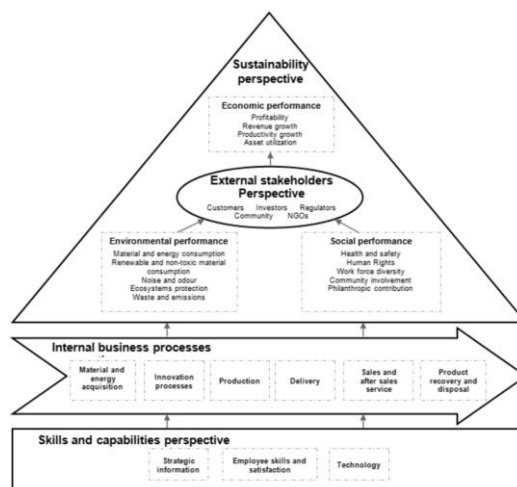 Sustainability
perspective
Economic performance
Profitability
Revenue growth
Productivity growth
Asset utilization
External stakeholders
Perspective
Customers Investors Regulators
Community NGOs
Environmental performance
Material and energy consumption
Renewable and non-toxic material
consumption
Noise and odour
Ecosystems protection
Waste and emissions
Social performance
Health and safety
Human Rights
Work force diversity
Community involvement
Philanthropic contribution
Internal business processes
Material and
energy
acquisition
Innovation
processes
Production
Delivery
Sales and
after sales
service
Product
recovery and
disposal
Skills and capabilities perspective
Strategic
information
Employee skills and
satisfaction
Technology